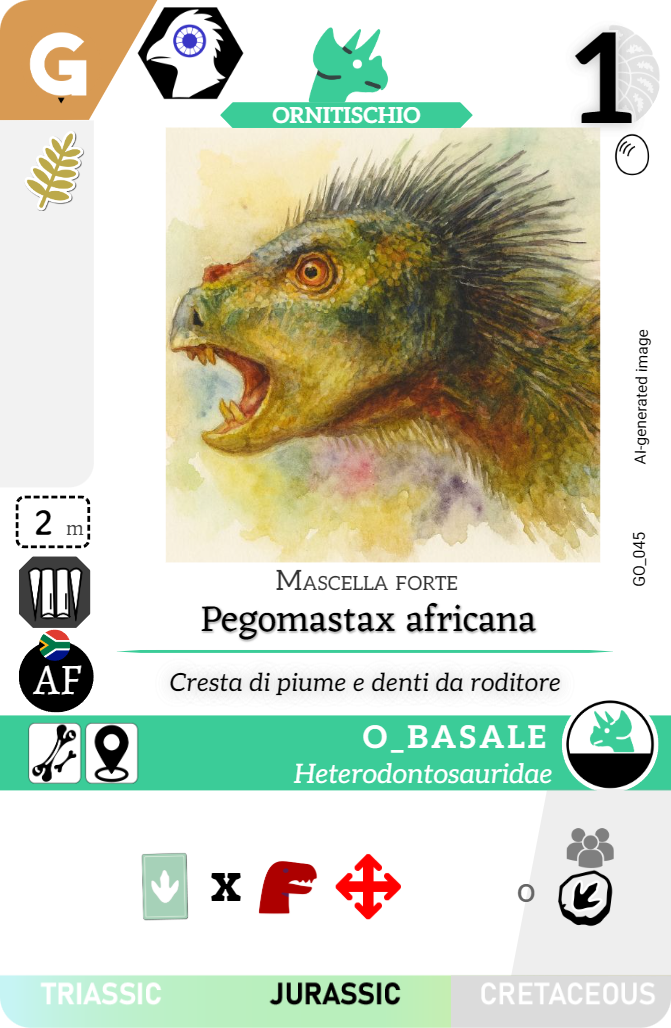 G
1
ORNITISCHIO
AI-generated image
GO_045
2 m
AF
MASCELLA FORTE
Pegomastax africana
Cresta di piume e denti da roditore
O_BASALE
Heterodontosauridae
x
O
TRIASSIC JURASSIC CRETACEOUS